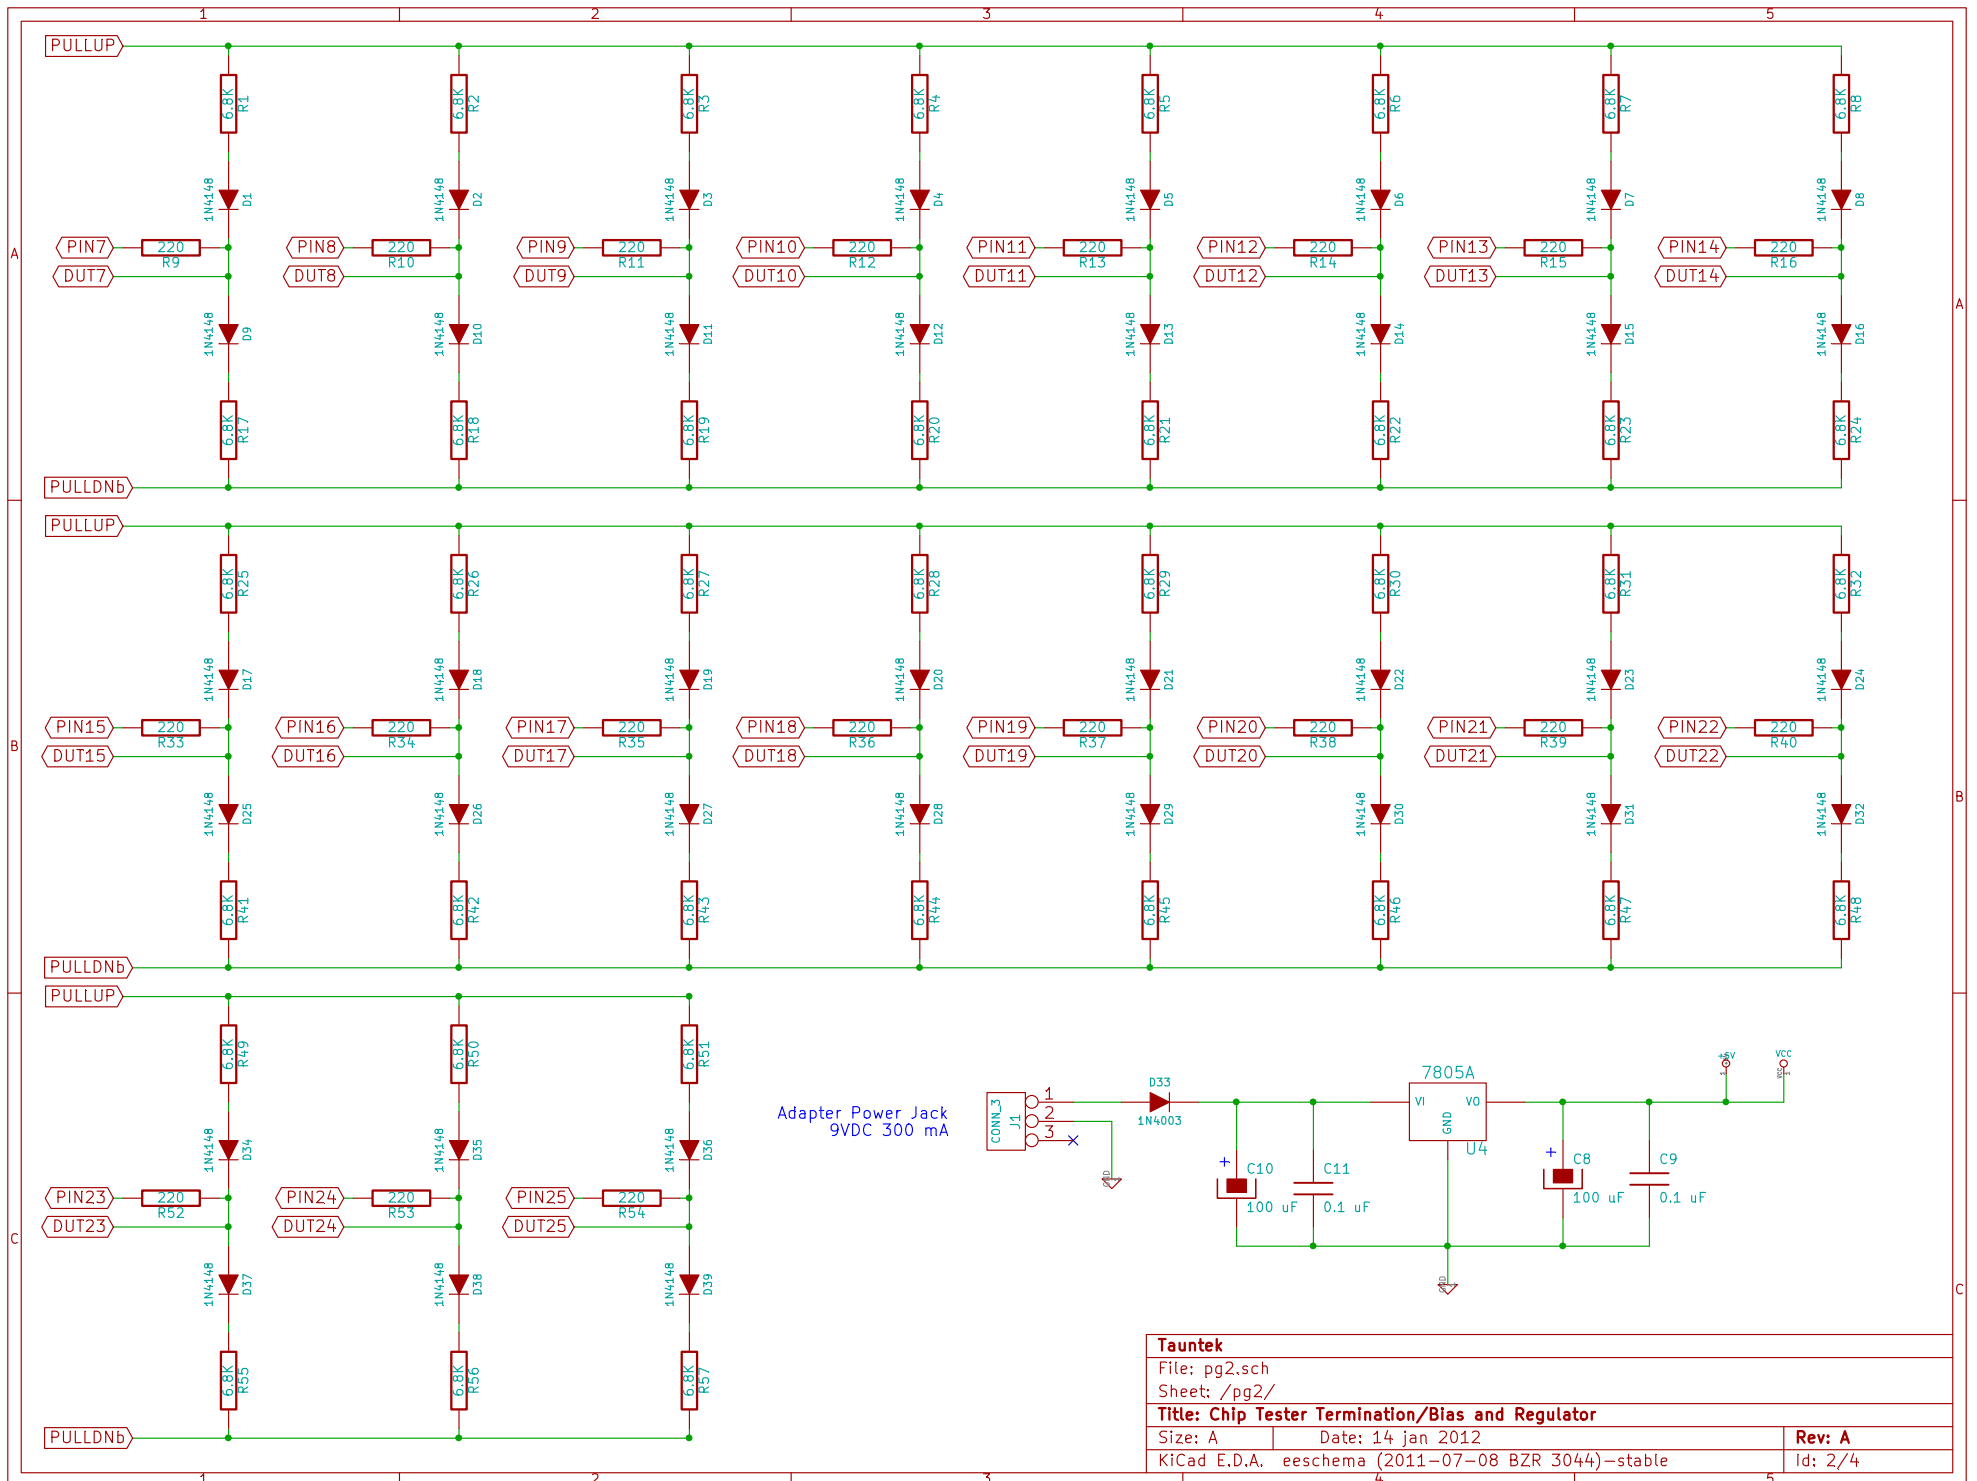 1 2 3 4 5
PULLUP
6.8K R1 6.8K R2 6.8K R3 6.8K R4 6.8K R5 6.8K R6 6.8K R7 6.8K R8
1N4148 D1 1N4148 D2 1N4148 D3 1N4148 D4 1N4148 D5 1N4148 D6 1N4148 D7 1N4148 D8
A PIN7 220 PIN8 220 PIN9 220 PIN10 220 PIN11 220 PIN12 220 PIN13 220 PIN14 220
R9 R10 R11 R12 R13 R14 R15 R16
DUT7 DUT8 DUT9 DUT10 DUT11 DUT12 DUT13 DUT14
A
1N4148 D9 1N4148 D10 1N4148 D11 1N4148 D12 1N4148 D13 1N4148 D14 1N4148 D15 1N4148 D16
6.8K R17 6.8K R18 6.8K R19 6.8K R20 6.8K R21 6.8K R22 6.8K R23 6.8K R24
PULLDNb
PULLUP
6.8K R25 6.8K R26 6.8K R27 6.8K R28 6.8K R29 6.8K R30 6.8K R31 6.8K R32
1N4148 D17 1N4148 D18 1N4148 D19 1N4148 D20 1N4148 D21 1N4148 D22 1N4148 D23 1N4148 D24
PIN15 220 PIN16 220 PIN17 220 PIN18 220 PIN19 220 PIN20 220 PIN21 220 PIN22 220
B R33 R34 R35 R36 R37 R38 R39 R40
DUT15 DUT16 DUT17 DUT18 DUT19 DUT20 DUT21 DUT22
B
1N4148 D25 1N4148 D26 1N4148 D27 1N4148 D28 1N4148 D29 1N4148 D30 1N4148 D31 1N4148 D32
6.8K R41 6.8K R42 6.8K R43 6.8K R44 6.8K R45 6.8K R46 6.8K R47 6.8K R48
PULLDNb
PULLUP
6.8K R49 6.8K R50 6.8K R51
1N4148 D34 1N4148 D35 1N4148 D36
PIN23 220 PIN24 220 PIN25 220
R52 R53 R54
DUT23 DUT24 DUT25
C
1N4148 D37 1N4148 D38 1N4148 D39
6.8K R55 6.8K R56 6.8K R57
PULLDNb
Adapter Power Jack
9VDC 300 mA
CONN_3 J1
1
2
3
GND
D33
1N4003
+ C10
100 uF
C11
0.1 uF
7805A
VI VO
GND
U4
GND
+ C8
100 uF
C9
0.1 uF
+5V
VCC
VCC 1
C
Tauntek
File: pg2.sch
Sheet: /pg2/
Title: Chip Tester Termination/Bias and Regulator
Size: A Date: 14 jan 2012 Rev: A
KiCad E.D.A. eeschema (2011-07-08 BZR 3044)-stable Id: 2/4
1 2 3 4 5